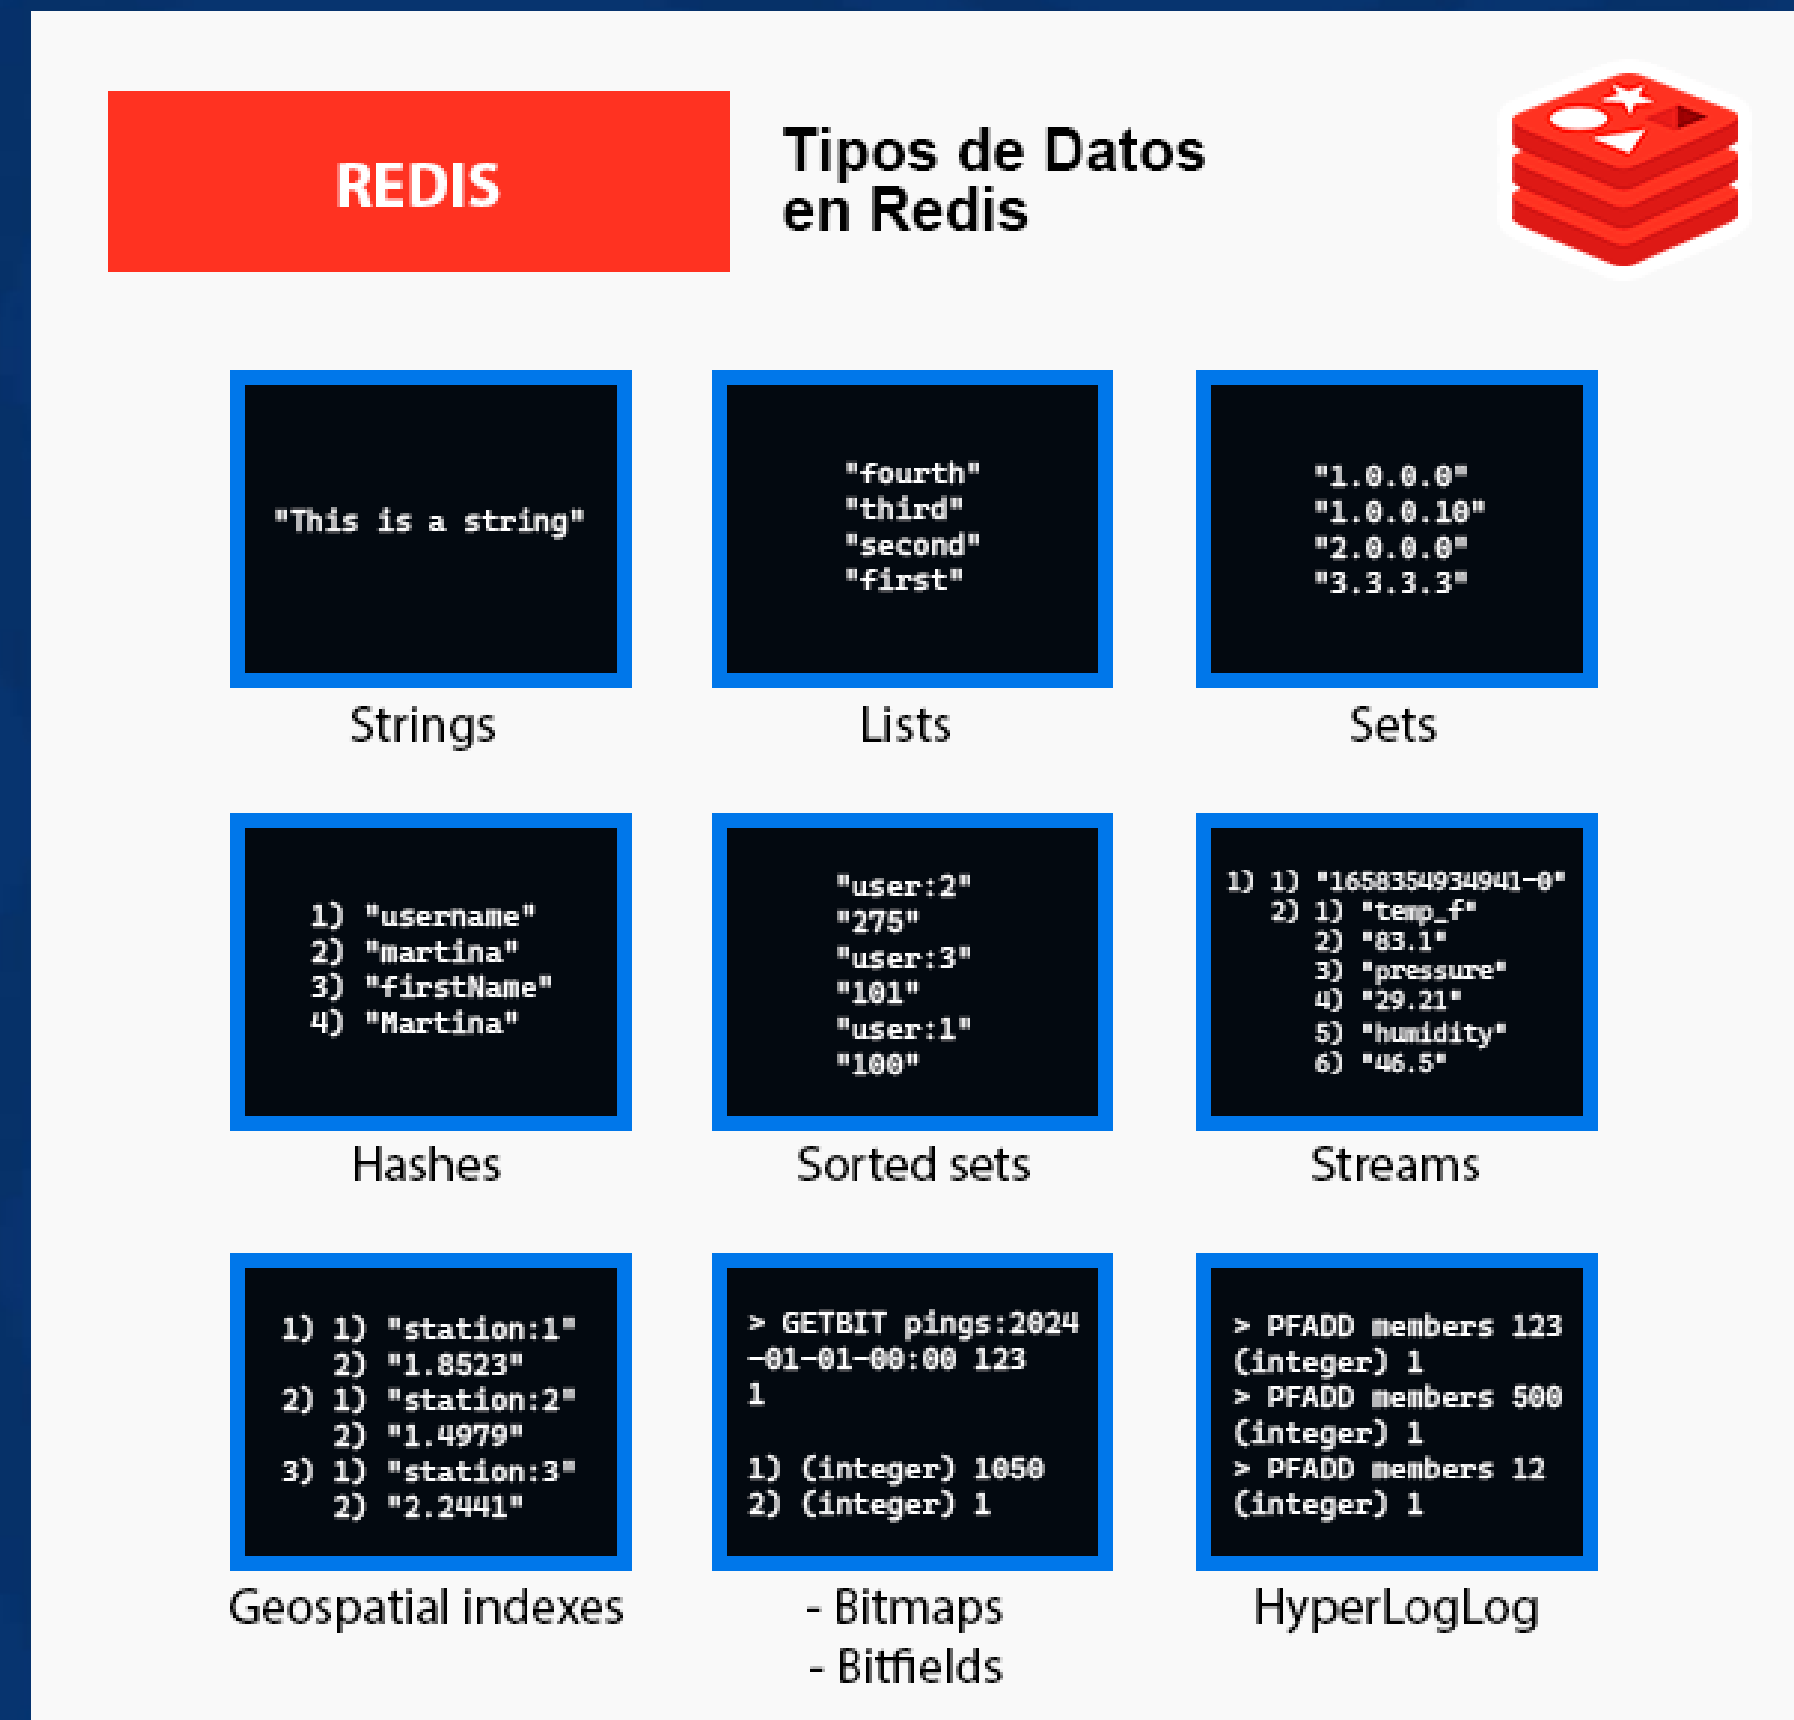 REDIS
Tipos de Datos
en Redis
"This is a string"
Strings
"fourth"
"third"
"second"
"first"
Lists
"1.0.0.0"
"1.0.0.10"
"2.0.0.0"
"3.3.3.3"
Sets
1) "username"
2) "martina"
3) "firstName"
4) "Martina"
Hashes
"user:2"
"275"
"user:3"
"101"
"user:1"
"100"
Sorted sets
1) 1) "1658354934941-0"
2) 1) "temp_f"
2) "83.1"
3) "pressure"
4) "29.21"
5) "humidity"
6) "46.5"
Streams
1) 1) "station:1"
2) "1.8523"
2) 1) "station:2"
2) "1.4979"
3) 1) "station:3"
2) "2.2441"
Geospatial indexes
> GETBIT pings:2024
-01-01-00:00 123
1
1) (integer) 1050
2) (integer) 1
- Bitmaps
- Bitfields
> PFADD members 123
(integer) 1
> PFADD members 500
(integer) 1
> PFADD members 12
(integer) 1
HyperLogLog